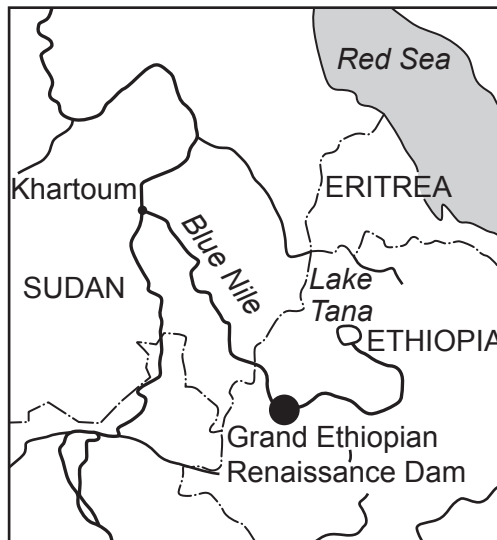 Red Sea
Khartoum
ERITREA
Blue Nile
SUDAN
Lake
Tana
ETHIOPIA
Grand Ethiopian
Renaissance Dam